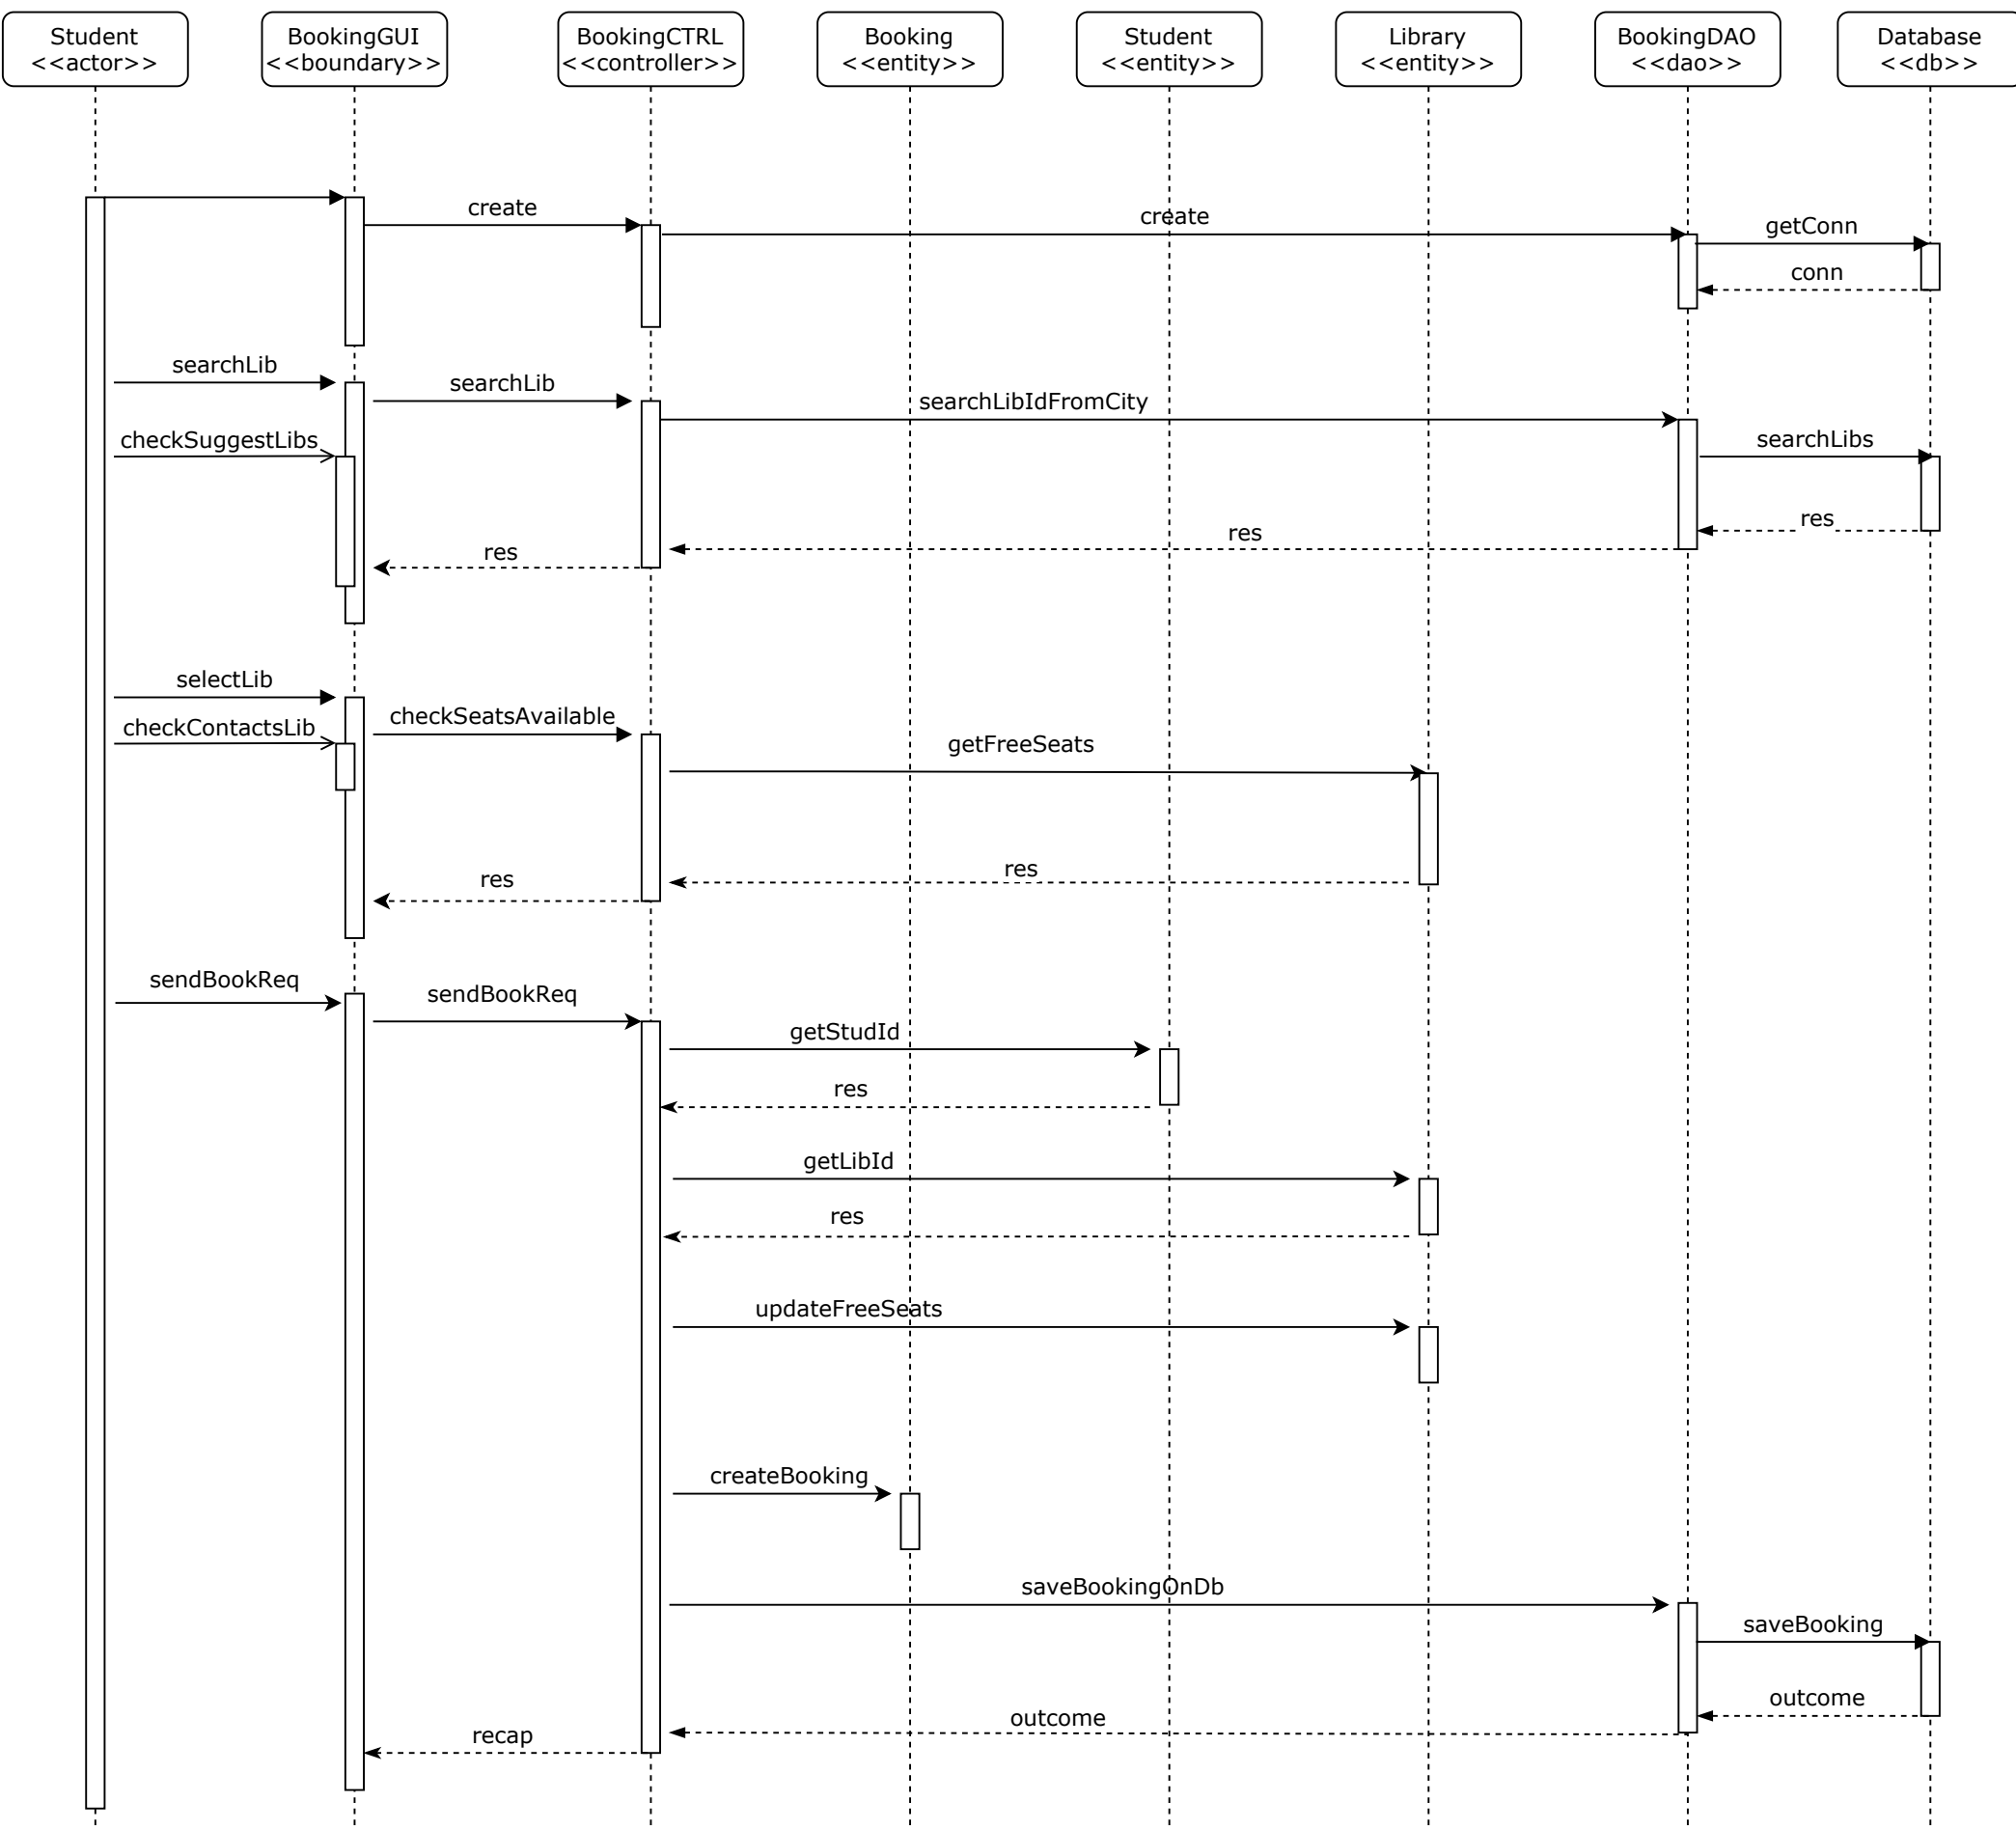 Student
<<actor>>
BookingGUI
<<boundary>>
BookingCTRL
<<controller>>
Booking
<<entity>>
Student
<<entity>>
Library
<<entity>>
BookingDAO
<<dao>>
Database
<<db>>
create
create
getConn
conn
searchLib
searchLib
searchLibIdFromCity
checkSuggestLibs
searchLibs
res
res
res
selectLib
checkSeatsAvailable
checkContactsLib
getFreeSeats
res
res
sendBookReq
sendBookReq
getStudId
res
getLibId
res
updateFreeSeats
createBooking
saveBookingOnDb
saveBooking
outcome
outcome
recap